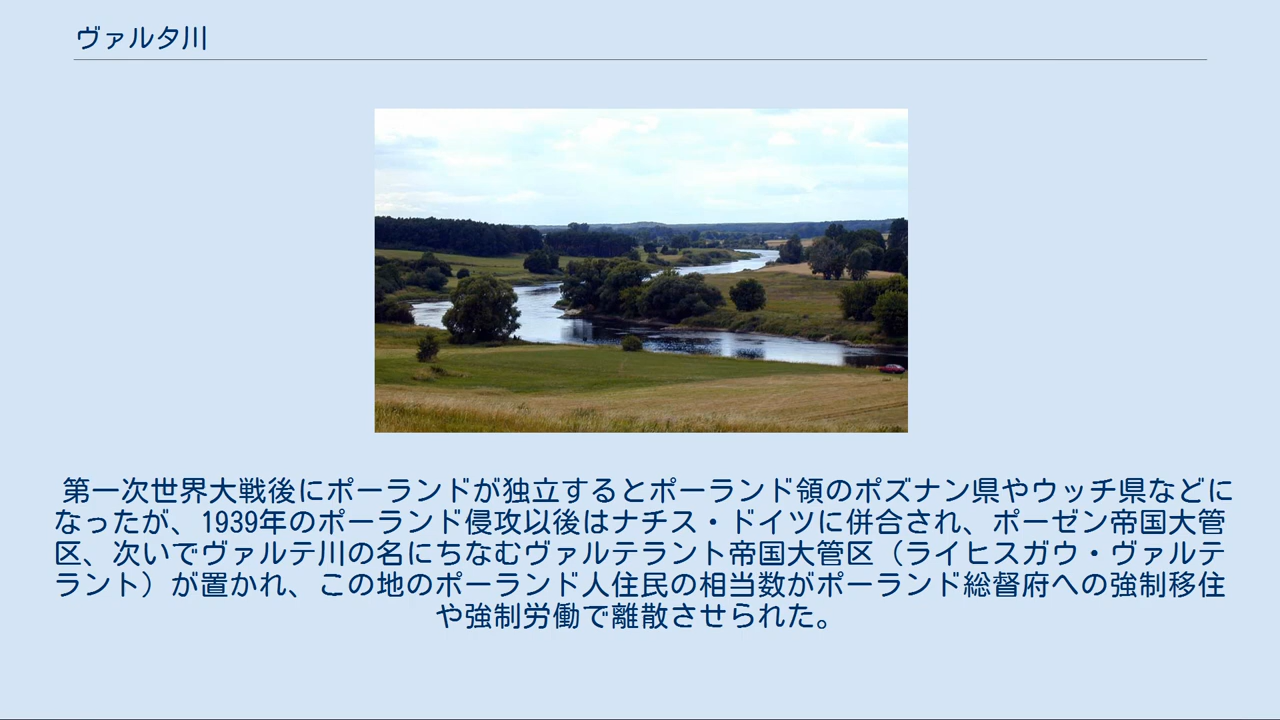 ヴァルタ川
第一次世界大戦後にポーランドが独立するとポーランド領のポズナン県やウッチ県などに
なったが、1939年のポーランド侵攻以後はナチス・ドイツに併合され、ポーゼン帝国大管
区、次いでヴァルテ川の名にちなむヴァルテラント帝国大管区（ライヒスガウ・ヴァルテ
ラント）が置かれ、この地のポーランド人住民の相当数がポーランド総督府への強制移住
や強制労働で離散させられた。